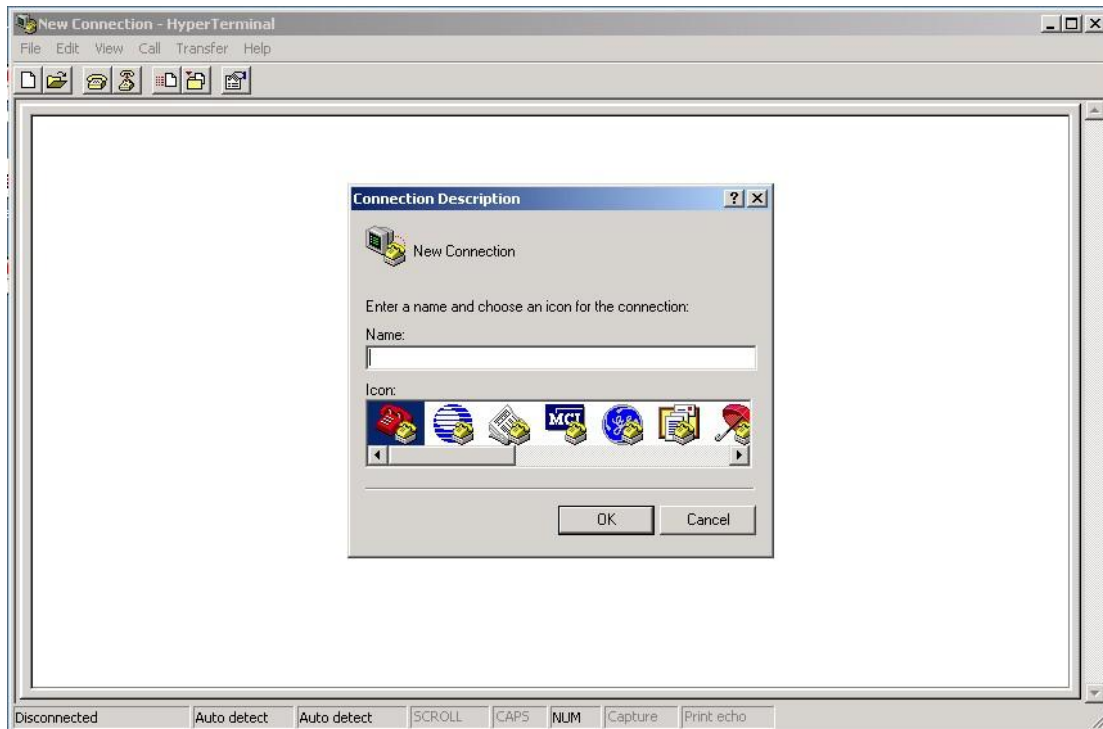 New Connection - HyperTerminal
File Edit View Call Transfer Help
Connection Description
New Connection
Enter a name and choose an icon for the connection:
Name:
Icon:
MCI
OK Cancel
Disconnected Auto detect Auto detect SCROLL CAPS NUM Capture Print echo